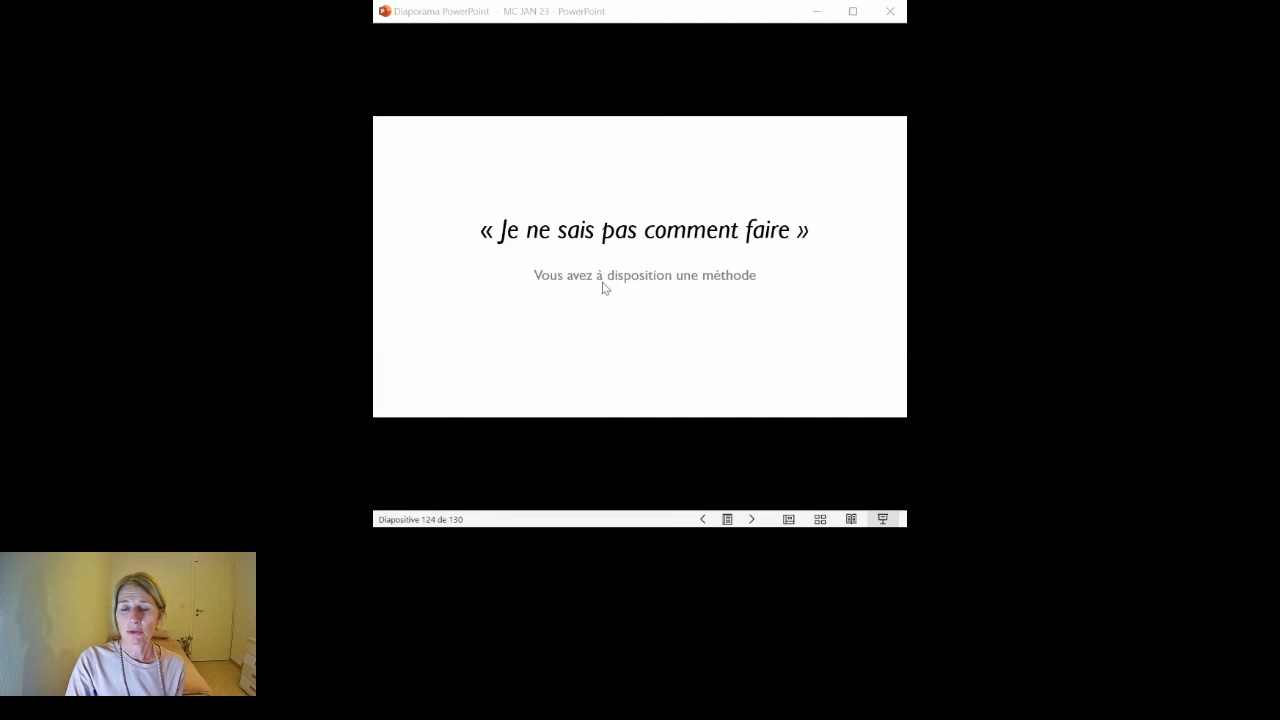 Diaporama PowerPoint - MC JAN 23 - PowerPoint
« Je ne sais pas comment faire »
Vous avez à disposition une méthode
Diapositive 124 de 130